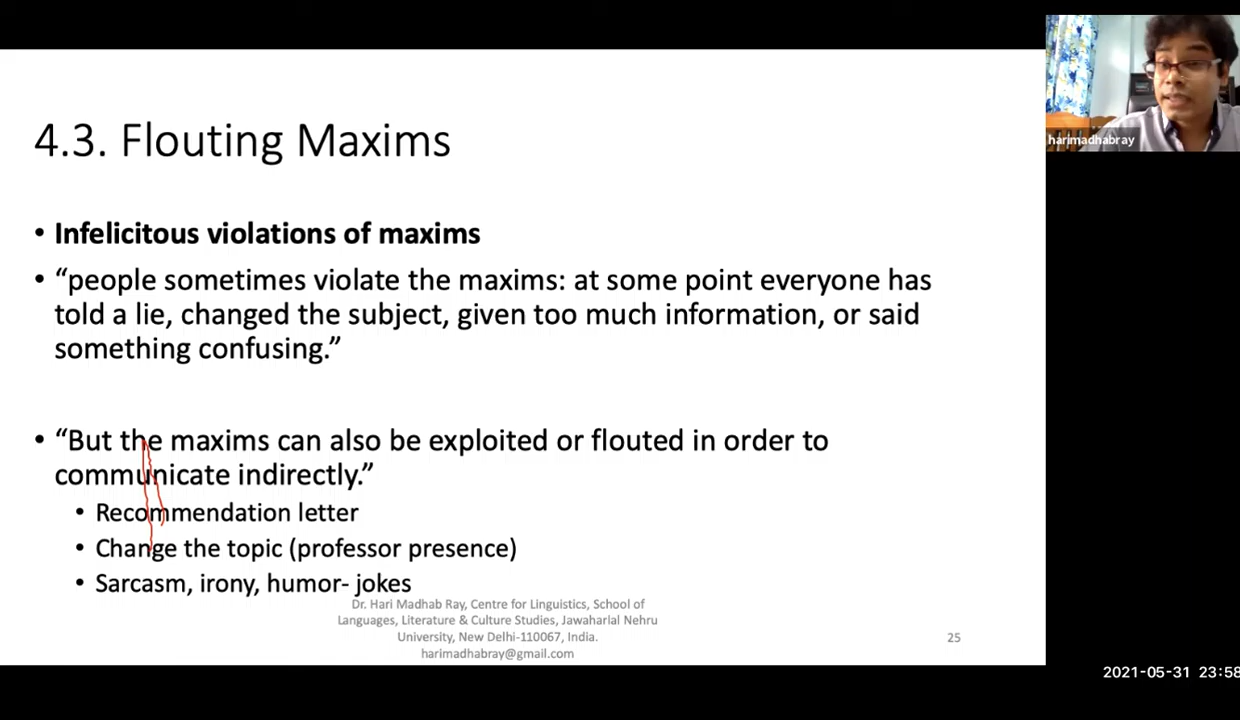 harimadhabray
4.3. Flouting Maxims
• Infelicitous violations of maxims
• “people sometimes violate the maxims: at some point everyone has
told a lie, changed the subject, given too much information, or said
something confusing.”
• “But the maxims can also be exploited or flouted in order to
communicate indirectly.”
• Recommendation letter
• Change the topic (professor presence)
• Sarcasm, irony, humor- jokes
Dr. Hari Madhab Ray, Centre for Linguistics, School of
Languages, Literature & Culture Studies, Jawaharlal Nehru
University, New Delhi-110067, India.
harimadhabray@gmail.com
25
2021-05-31 23:58